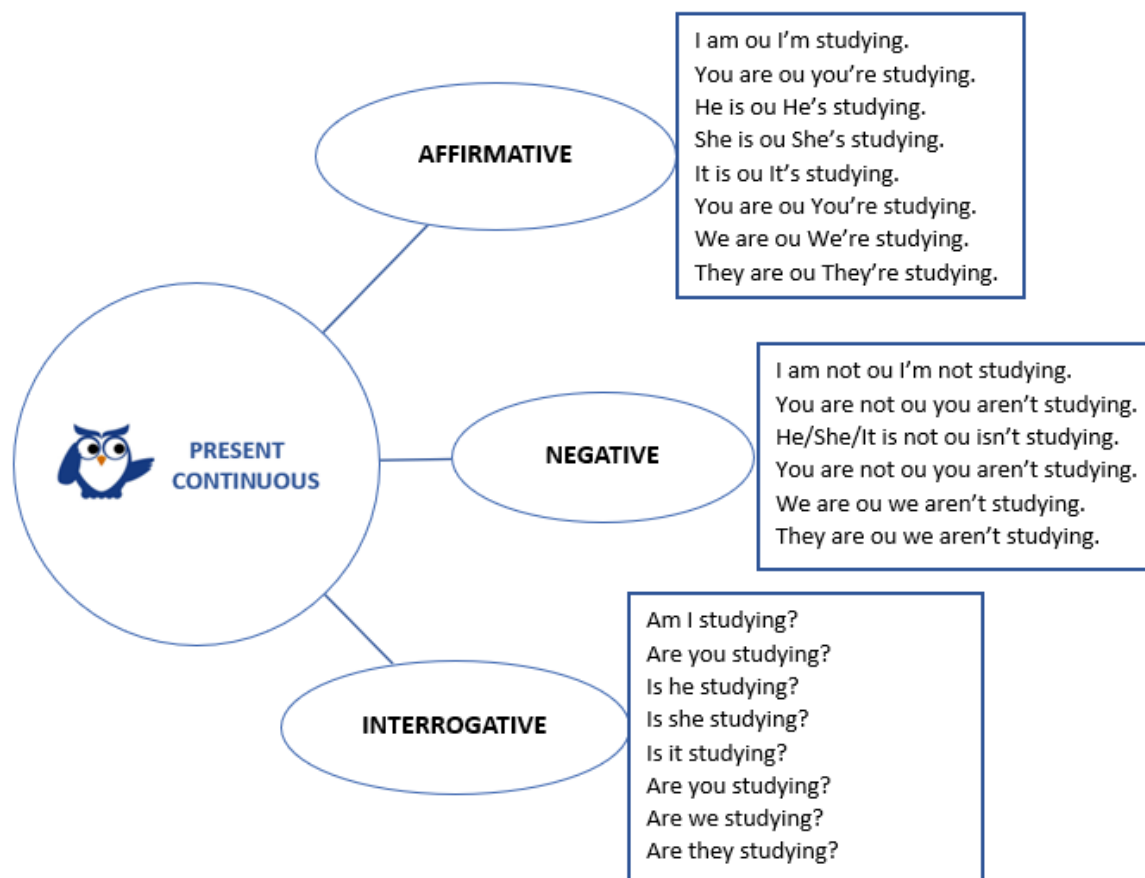 AFFIRMATIVE
I am ou I'm studying.
You are ou you're studying.
He is ou He's studying.
She is ou She's studying.
It is ou It's studying.
You are ou You're studying.
We are ou We're studying.
They are ou They're studying.
PRESENT
CONTINUOUS
NEGATIVE
I am not ou I'm not studying.
You are not ou you aren't studying.
He/She/It is not ou isn't studying.
You are not ou you aren't studying.
We are ou we aren't studying.
They are ou we aren't studying.
INTERROGATIVE
Am I studying?
Are you studying?
Is he studying?
Is she studying?
Is it studying?
Are you studying?
Are we studying?
Are they studying?